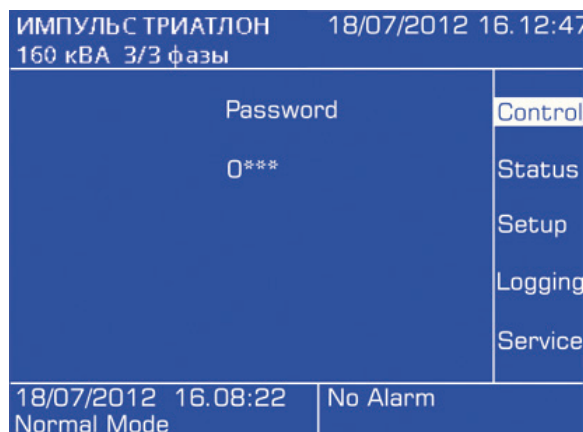 ИМПУЛЬС ТРИАТЛОН 18/07/2012 16.12:47
160 кВА 3/3 фазы
Password
0***
Control
Status
Setup
Logging
Service
18/07/2012 16.08:22 No Alarm
Normal Mode